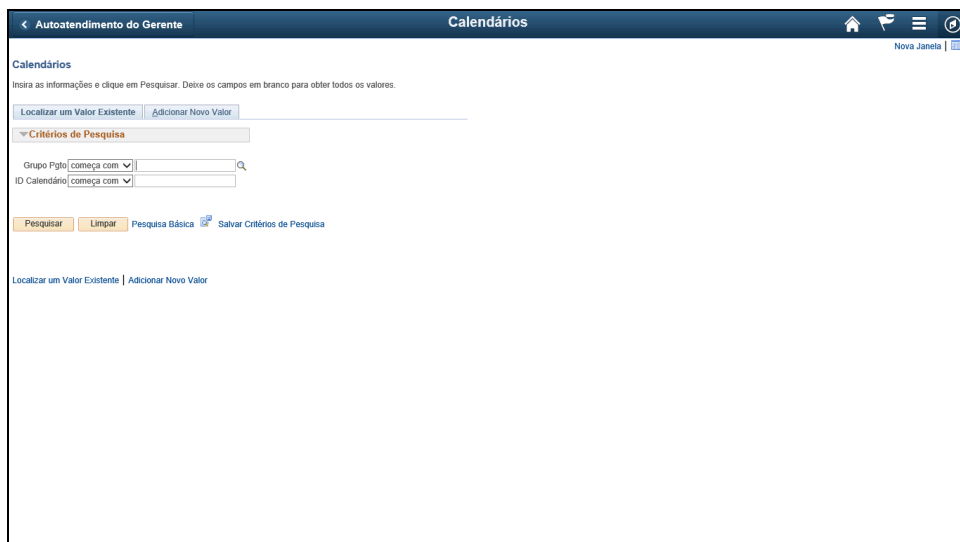 Autoatendimento do Gerente Calendários
Nova Janela |
Calendários
Insira as informações e clique em Pesquisar. Deixe os campos em branco para obter todos os valores.
Localizar um Valor Existente Adicionar Novo Valor
Critérios de Pesquisa
Grupo Pgto começa com
ID Calendário começa com
Pesquisar Limpar Pesquisa Básica Salvar Critérios de Pesquisa
Localizar um Valor Existente | Adicionar Novo Valor